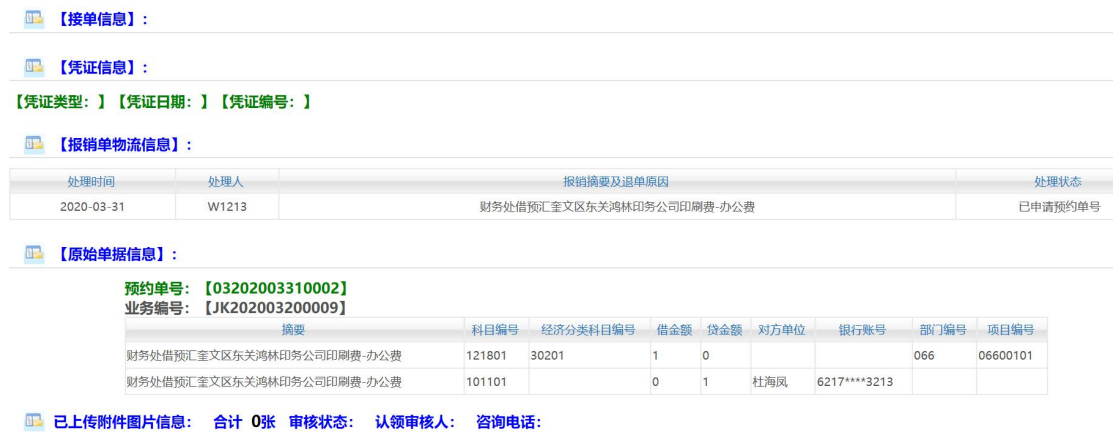 【接单信息】:
【凭证信息】:
【凭证类型: 】【凭证日期: 】【凭证编号: 】
【报销单物流信息】:
处理时间 处理人 报销摘要及退单原因 处理状态
2020-03-31 W1213 财务处借预汇奎文区东关鸿林印务公司印刷费-办公费 已申请预约单号
【原始单据信息】:
预约单号: 【03202003310002】
业务编号: 【JK202003200009】
摘要 科目编号 经济分类科目编号 借金额 贷金额 对方单位 银行账号 部门编号 项目编号
财务处借预汇奎文区东关鸿林印务公司印刷费-办公费 121801 30201 1 0 066 06600101
财务处借预汇奎文区东关鸿林印务公司印刷费-办公费 101101 0 1 杜海凤 6217****3213
已上传附件图片信息: 合计 0张 审核状态: 认领审核人: 咨询电话: